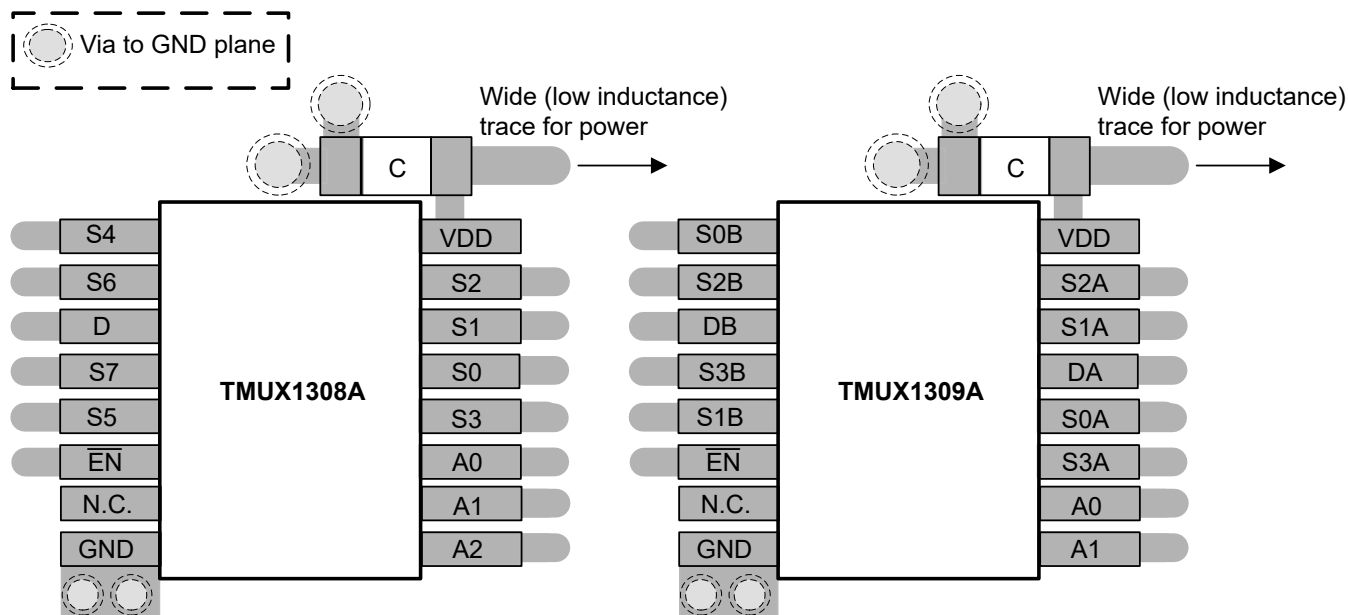 Via to GND plane
Wide (low inductance)
trace for power
C
S4
S6
D
S7
S5
E̅N̅
N.C.
GND
TMUX1308A
VDD
S2
S1
S0
S3
A0
A1
A2
Wide (low inductance)
trace for power
C
S0B
S2B
DB
S3B
S1B
E̅N̅
N.C.
GND
TMUX1309A
VDD
S2A
S1A
DA
S0A
S3A
A0
A1